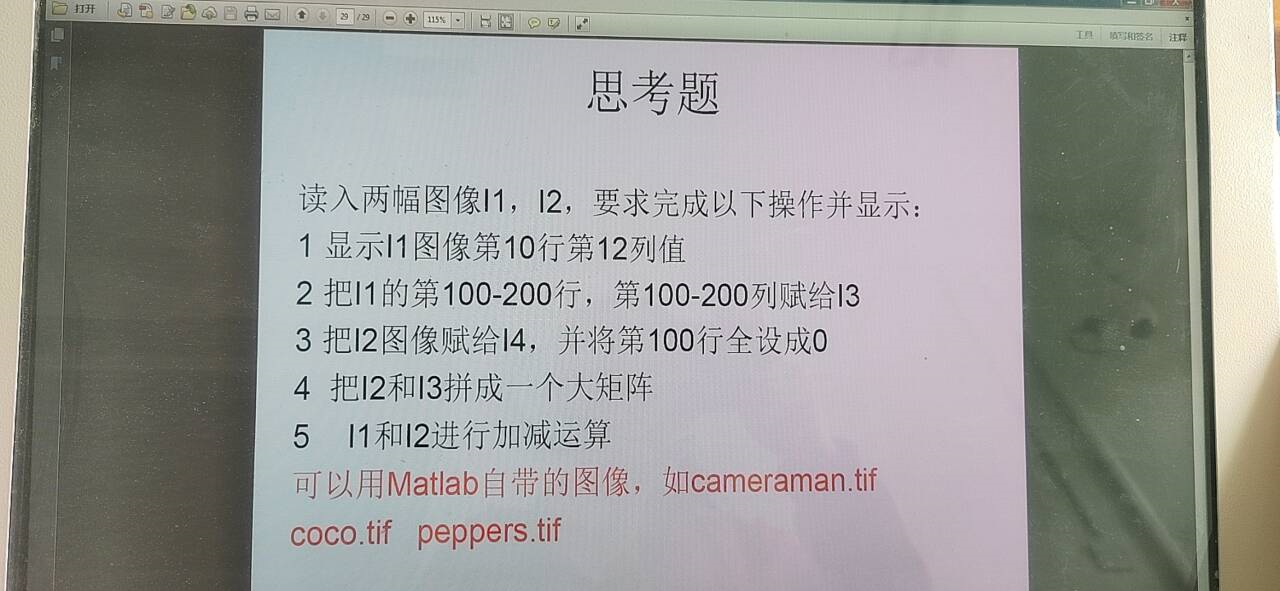 打开
29 / 29
115%
工具 填写和签名 注释
思考题
读入两幅图像I1，I2，要求完成以下操作并显示：
1 显示I1图像第10行第12列值
2 把I1的第100-200行，第100-200列赋给I3
3 把I2图像赋给I4，并将第100行全设成0
4 把I2和I3拼成一个大矩阵
5 I1和I2进行加减运算
可以用Matlab自带的图像，如cameraman.tif
coco.tif peppers.tif